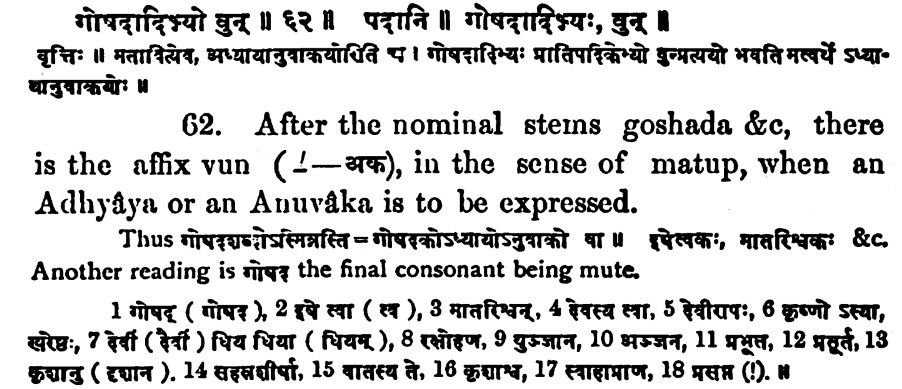 गोषदादिभ्यो वुन् ॥ ६२ ॥ पदानि ॥ गोषदादिभ्यः, वुन् ॥
वृत्तिः ॥ मताविस्येव, अध्यायानुवाकयोरिति च । गोषदादिभ्यः प्रातिपदिकेभ्यो वुन्प्रत्ययो भवति मत्वर्थे ऽध्या-
यानुवाकयोः ॥
62. After the nominal stems goshada &c, there
is the affix vun (⊥́—अक), in the sense of matup, when an
Adhyâya or an Anuvâka is to be expressed.
Thus गोषदशब्दोऽस्मिन्नस्ति=गोषदकोऽध्यायोऽनुवाको वा ॥ इषेत्वकः, मातरिश्वकः &c.
Another reading is गोषद् the final consonant being mute.
1 गोषद् ( गोषद ), 2 इषे त्वा ( त्व ), 3 मातरिश्वन्, 4 देवस्य त्वा, 5 देवीरापः, 6 कृष्णो ऽस्या,
खरेष्ठः, 7 देवीं ( दैवीं ) धिय धिया ( धियम् ), 8 रक्षोहण, 9 युञ्जान, 10 अञ्जन, 11 प्रभूत, 12 प्रतूर्त, 13
कृशानु ( दृशान ). 14 सहस्रशीर्षा, 15 वातस्य ते, 16 कृशाश्व, 17 स्वाहाप्राण, 18 प्रसप्त (!). ॥